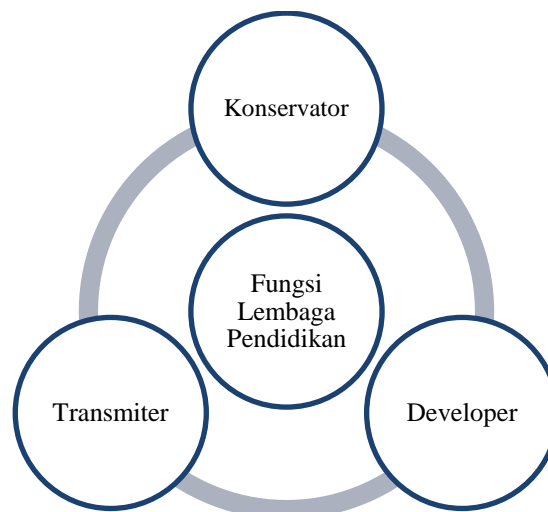 Konservator
Fungsi
Lembaga
Pendidikan
Transmiter
Developer